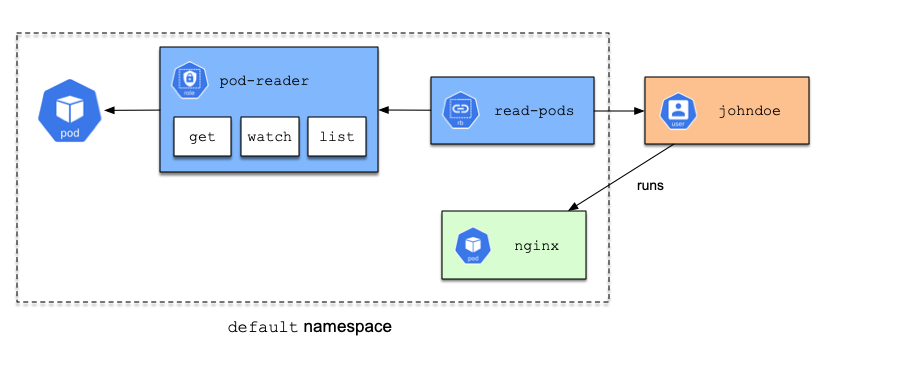 pod
role
pod-reader
get
watch
list
rb
read-pods
user
johndoe
runs
pod
nginx
default namespace